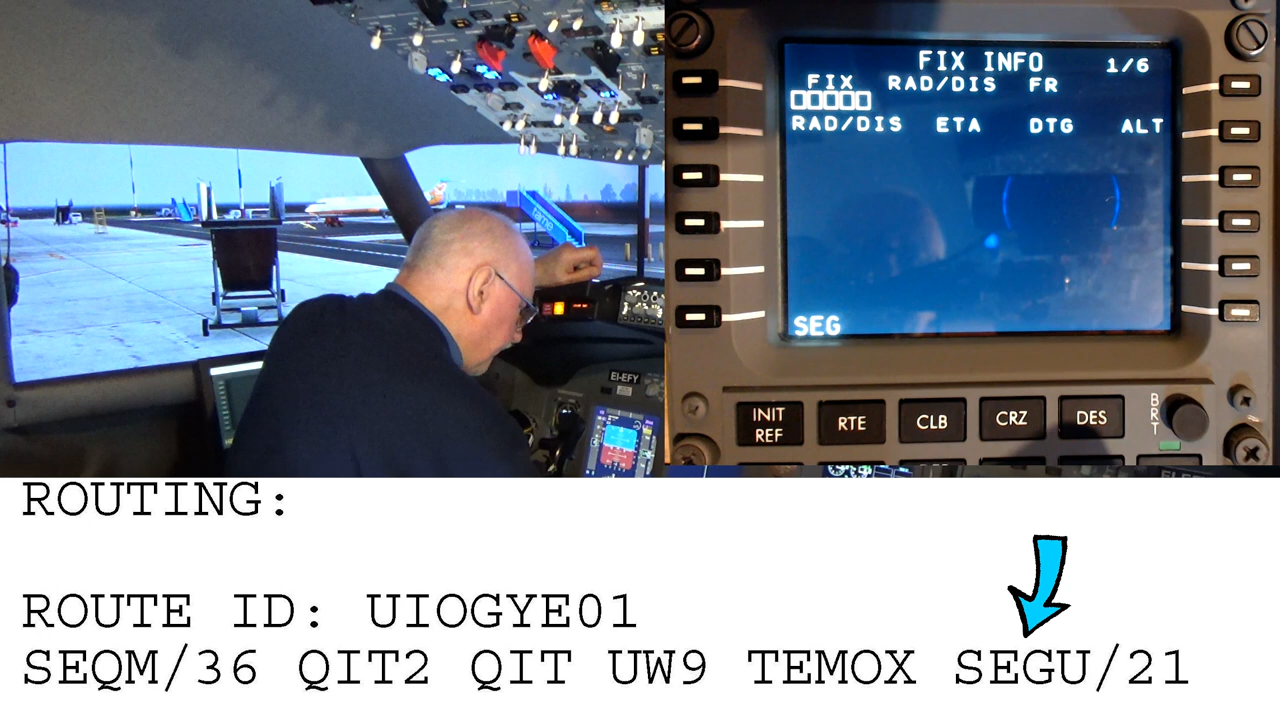 FIX INFO 1/6
FIX RAD/DIS FR
RAD/DIS ETA DTG ALT
SEG
INIT REF
RTE
CLB
CRZ
DES
BRT
tame
EI-EFY
ROUTING:
ROUTE ID: UIOGYE01
SEQM/36 QIT2 QIT UW9 TEMOX SEGU/21